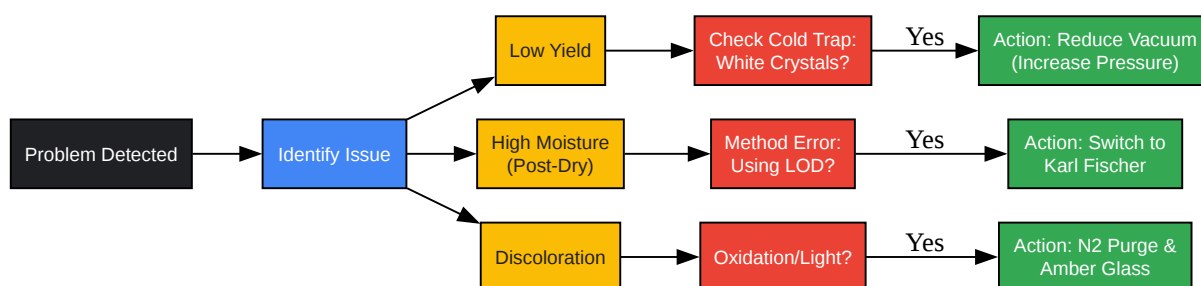 Low Yield
Check Cold Trap:
White Crystals?
Yes
Action: Reduce Vacuum
(Increase Pressure)
Problem Detected
Identify Issue
High Moisture
(Post-Dry)
Method Error:
Using LOD?
Yes
Action: Switch to
Karl Fischer
Discoloration
Oxidation/Light?
Yes
Action: N2 Purge &
Amber Glass